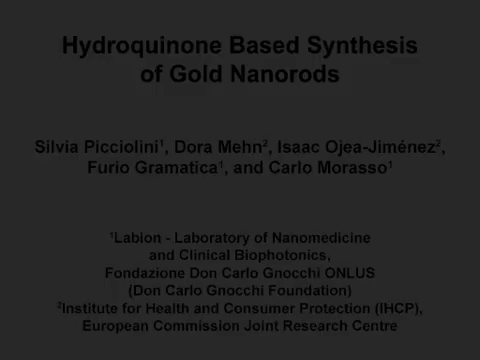 Hydroquinone Based Synthesis
of Gold Nanorods
Silvia Picciolini¹, Dora Mehn², Isaac Ojea-Jiménez²,
Furio Gramatica¹, and Carlo Morasso¹
¹Labion - Laboratory of Nanomedicine
and Clinical Biophotonics,
Fondazione Don Carlo Gnocchi ONLUS
(Don Carlo Gnocchi Foundation)
²Institute for Health and Consumer Protection (IHCP),
European Commission Joint Research Centre